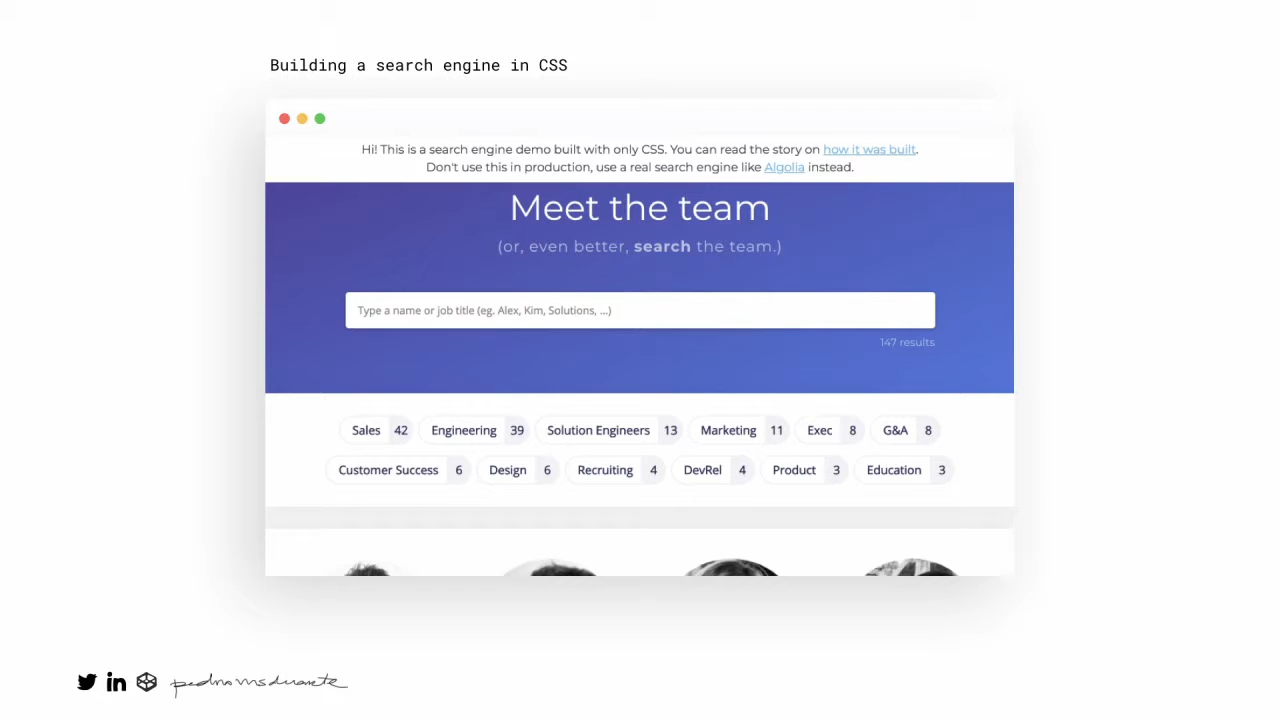 Building a search engine in CSS
Hi! This is a search engine demo built with only CSS. You can read the story on how it was built.
Don't use this in production, use a real search engine like Algolia instead.
Meet the team
(or, even better, search the team.)
Type a name or job title (eg. Alex, Kim, Solutions, ...)
147 results
Sales 42 Engineering 39 Solution Engineers 13 Marketing 11 Exec 8 G&A 8
Customer Success 6 Design 6 Recruiting 4 DevRel 4 Product 3 Education 3
in pedromsduarte